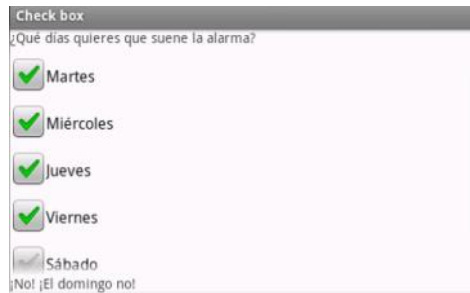 Check box
¿Qué días quieres que suene la alarma?
Martes
Miércoles
Jueves
Viernes
Sábado
¡No! ¡El domingo no!